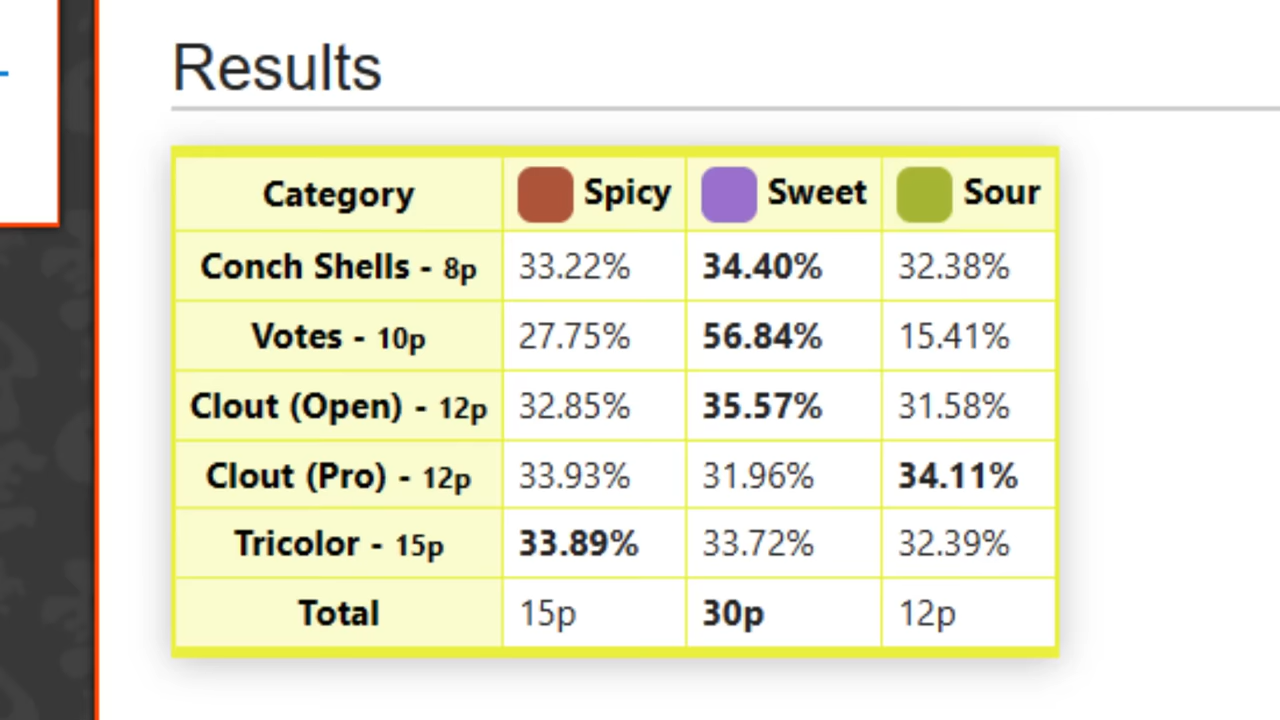 Results
Category Spicy Sweet Sour
Conch Shells - 8p 33.22% 34.40% 32.38%
Votes - 10p 27.75% 56.84% 15.41%
Clout (Open) - 12p 32.85% 35.57% 31.58%
Clout (Pro) - 12p 33.93% 31.96% 34.11%
Tricolor - 15p 33.89% 33.72% 32.39%
Total 15p 30p 12p